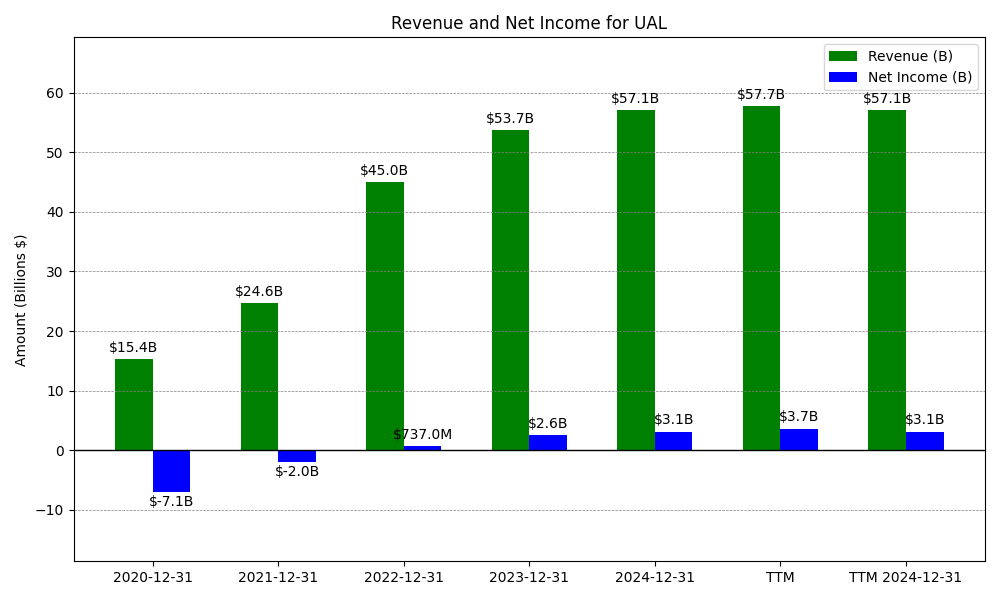 Revenue and Net Income for UAL
Revenue (B)
Net Income (B)
Amount (Billions $)
60
50
40
30
20
10
0
−10
$15.4B
$-7.1B
$24.6B
$-2.0B
$45.0B
$737.0M
$53.7B
$2.6B
$57.1B
$3.1B
$57.7B
$3.7B
$57.1B
$3.1B
2020-12-31
2021-12-31
2022-12-31
2023-12-31
2024-12-31
TTM
TTM 2024-12-31